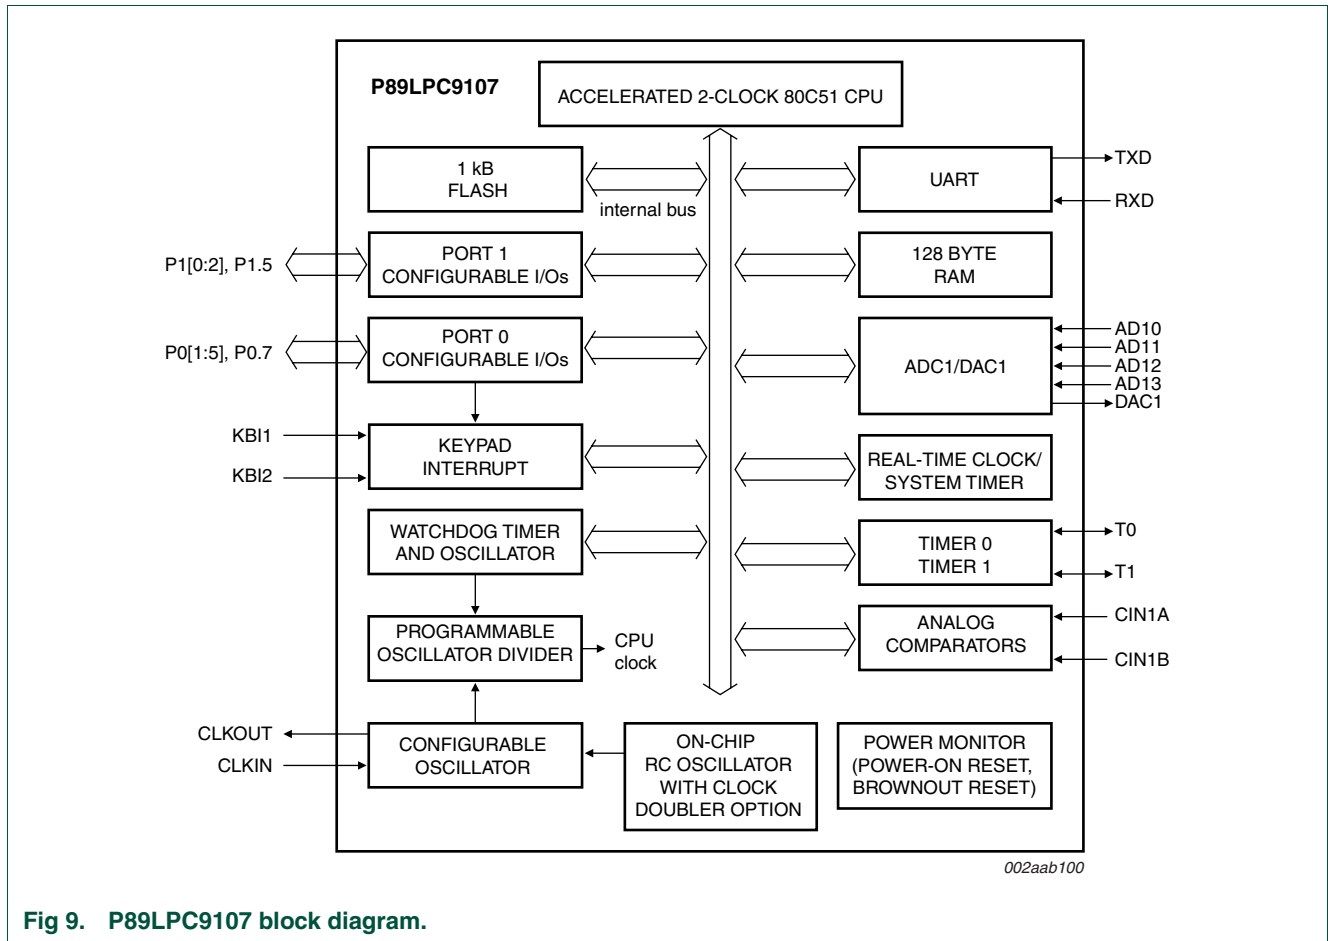 P89LPC9107
ACCELERATED 2-CLOCK 80C51 CPU
1 kB
FLASH
internal bus
UART
TXD
RXD
P1[0:2], P1.5
PORT 1
CONFIGURABLE I/Os
128 BYTE
RAM
P0[1:5], P0.7
PORT 0
CONFIGURABLE I/Os
ADC1/DAC1
AD10
AD11
AD12
AD13
DAC1
KBI1
KBI2
KEYPAD
INTERRUPT
REAL-TIME CLOCK/
SYSTEM TIMER
WATCHDOG TIMER
AND OSCILLATOR
TIMER 0
TIMER 1
T0
T1
PROGRAMMABLE
OSCILLATOR DIVIDER
CPU
clock
ANALOG
COMPARATORS
CIN1A
CIN1B
CLKOUT
CLKIN
CONFIGURABLE
OSCILLATOR
ON-CHIP
RC OSCILLATOR
WITH CLOCK
DOUBLER OPTION
POWER MONITOR
(POWER-ON RESET,
BROWNOUT RESET)
002aab100
Fig 9. P89LPC9107 block diagram.